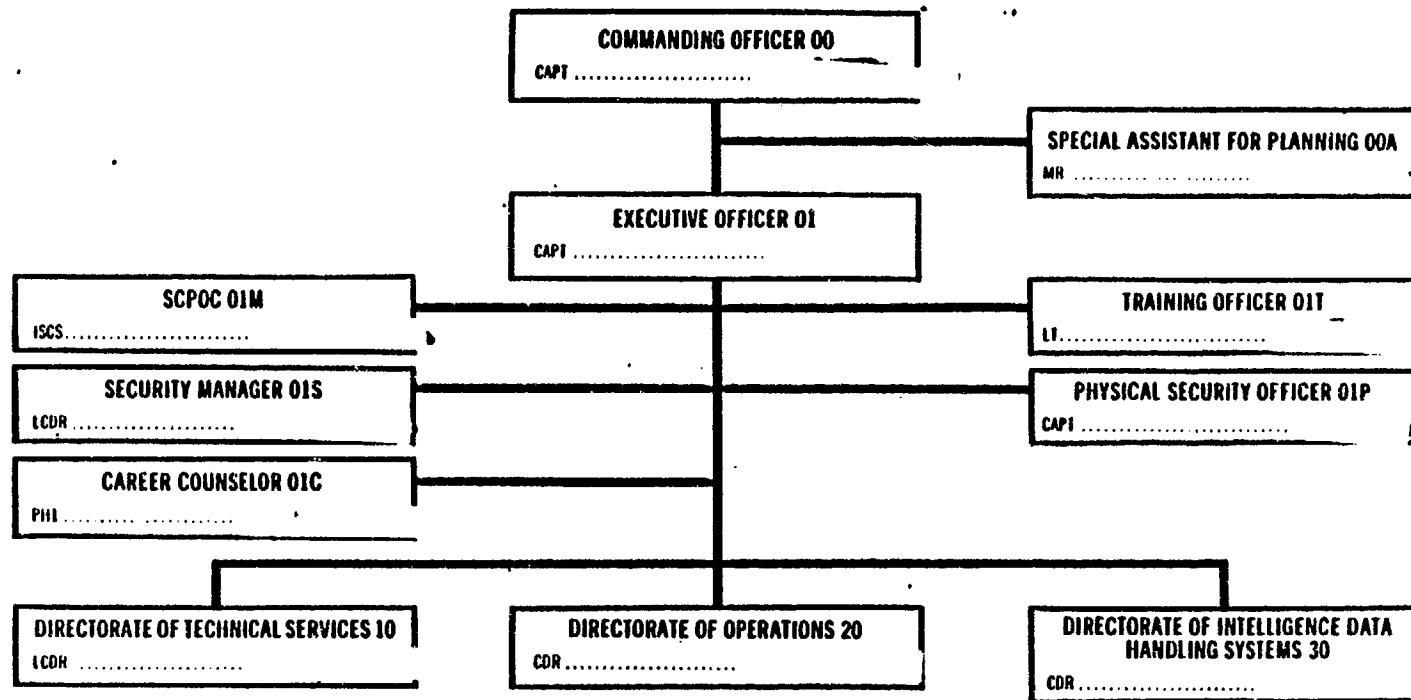 COMMANDING OFFICER 00
CAPT ........................
SPECIAL ASSISTANT FOR PLANNING 00A
MR .......... ... .........
EXECUTIVE OFFICER 01
CAPT ..........................
SCPOC 01M
ISCS.........................
TRAINING OFFICER 01T
LT............................
SECURITY MANAGER 01S
LCDR ......................
PHYSICAL SECURITY OFFICER 01P
CAPT ............................
CAREER COUNSELOR 01C
PH1 .......... ............
DIRECTORATE OF TECHNICAL SERVICES 10
LCDR ......................
DIRECTORATE OF OPERATIONS 20
CDR .......................
DIRECTORATE OF INTELLIGENCE DATA
HANDLING SYSTEMS 30
CDR ........................